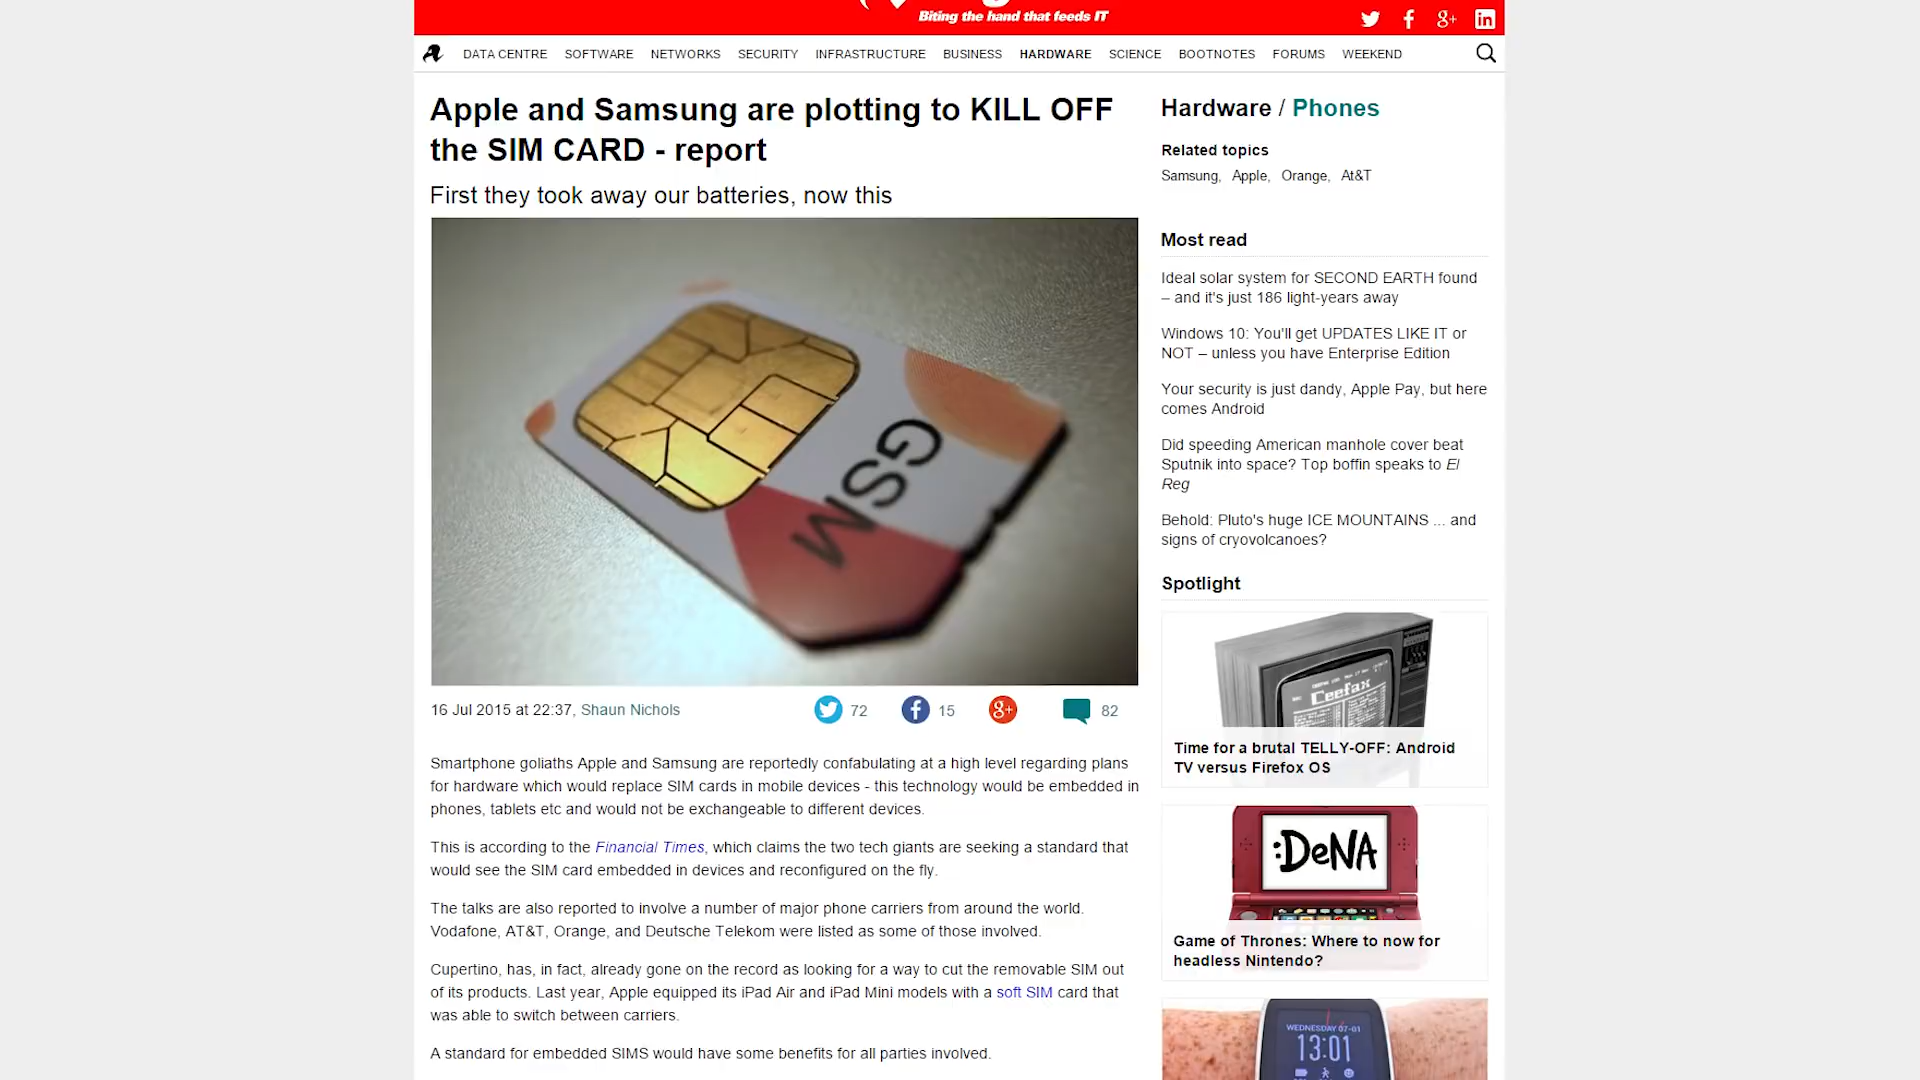 Biting the hand that feeds IT
DATA CENTRE SOFTWARE NETWORKS SECURITY INFRASTRUCTURE BUSINESS HARDWARE SCIENCE BOOTNOTES FORUMS WEEKEND
Apple and Samsung are plotting to KILL OFF
the SIM CARD - report
First they took away our batteries, now this
GSM
16 Jul 2015 at 22:37, Shaun Nichols
72
15
82
Smartphone goliaths Apple and Samsung are reportedly confabulating at a high level regarding plans
for hardware which would replace SIM cards in mobile devices - this technology would be embedded in
phones, tablets etc and would not be exchangeable to different devices.
This is according to the Financial Times, which claims the two tech giants are seeking a standard that
would see the SIM card embedded in devices and reconfigured on the fly.
The talks are also reported to involve a number of major phone carriers from around the world.
Vodafone, AT&T, Orange, and Deutsche Telekom were listed as some of those involved.
Cupertino, has, in fact, already gone on the record as looking for a way to cut the removable SIM out
of its products. Last year, Apple equipped its iPad Air and iPad Mini models with a soft SIM card that
was able to switch between carriers.
A standard for embedded SIMS would have some benefits for all parties involved.
Hardware / Phones
Related topics
Samsung, Apple, Orange, At&T
Most read
Ideal solar system for SECOND EARTH found
– and it's just 186 light-years away
Windows 10: You'll get UPDATES LIKE IT or
NOT – unless you have Enterprise Edition
Your security is just dandy, Apple Pay, but here
comes Android
Did speeding American manhole cover beat
Sputnik into space? Top boffin speaks to El
Reg
Behold: Pluto's huge ICE MOUNTAINS ... and
signs of cryovolcanoes?
Spotlight
Ceefax
Time for a brutal TELLY-OFF: Android
TV versus Firefox OS
:DeNA
Game of Thrones: Where to now for
headless Nintendo?
WEDNESDAY 07-01
13:01